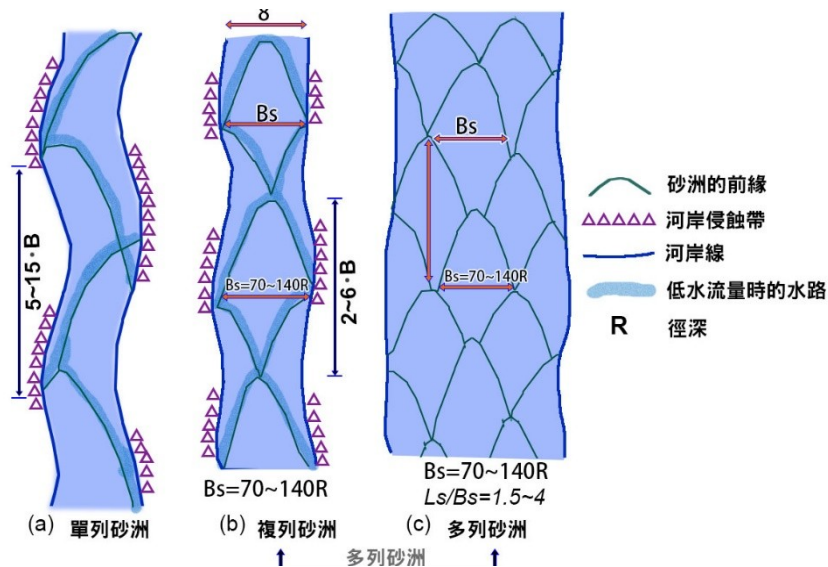 8
Bs
Bs
5~15·B
Bs=70~140R
2~6·B
Bs=70~140R
砂洲的前緣
河岸侵蝕帶
河岸線
低水流量時的水路
R 徑深
Bs=70~140R
Bs=70~140R
Ls/Bs=1.5~4
(a) 單列砂洲
(b) 複列砂洲
(c) 多列砂洲
多列砂洲